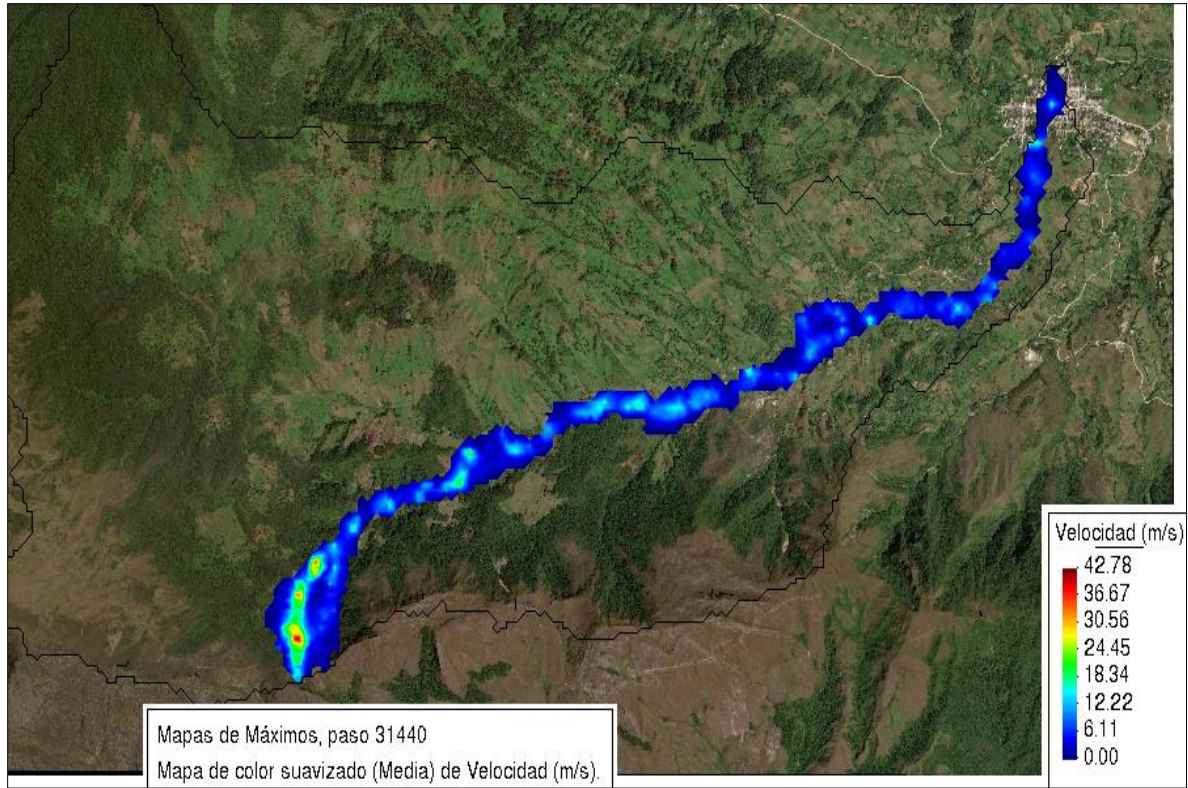 Velocidad (m/s)
42.78
36.67
30.56
24.45
18.34
12.22
6.11
0.00
Mapas de Máximos, paso 31440
Mapa de color suavizado (Media) de Velocidad (m/s).